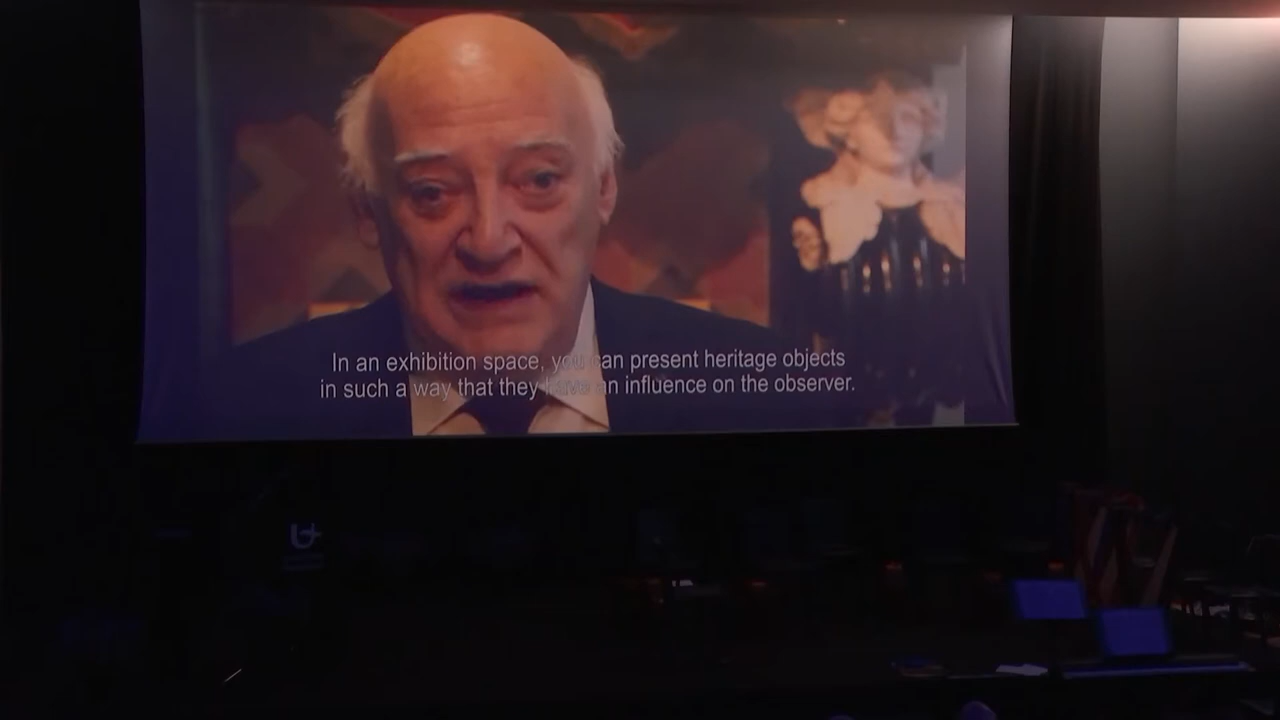 In an exhibition space, you can present heritage objects
in such a way that they have an influence on the observer.